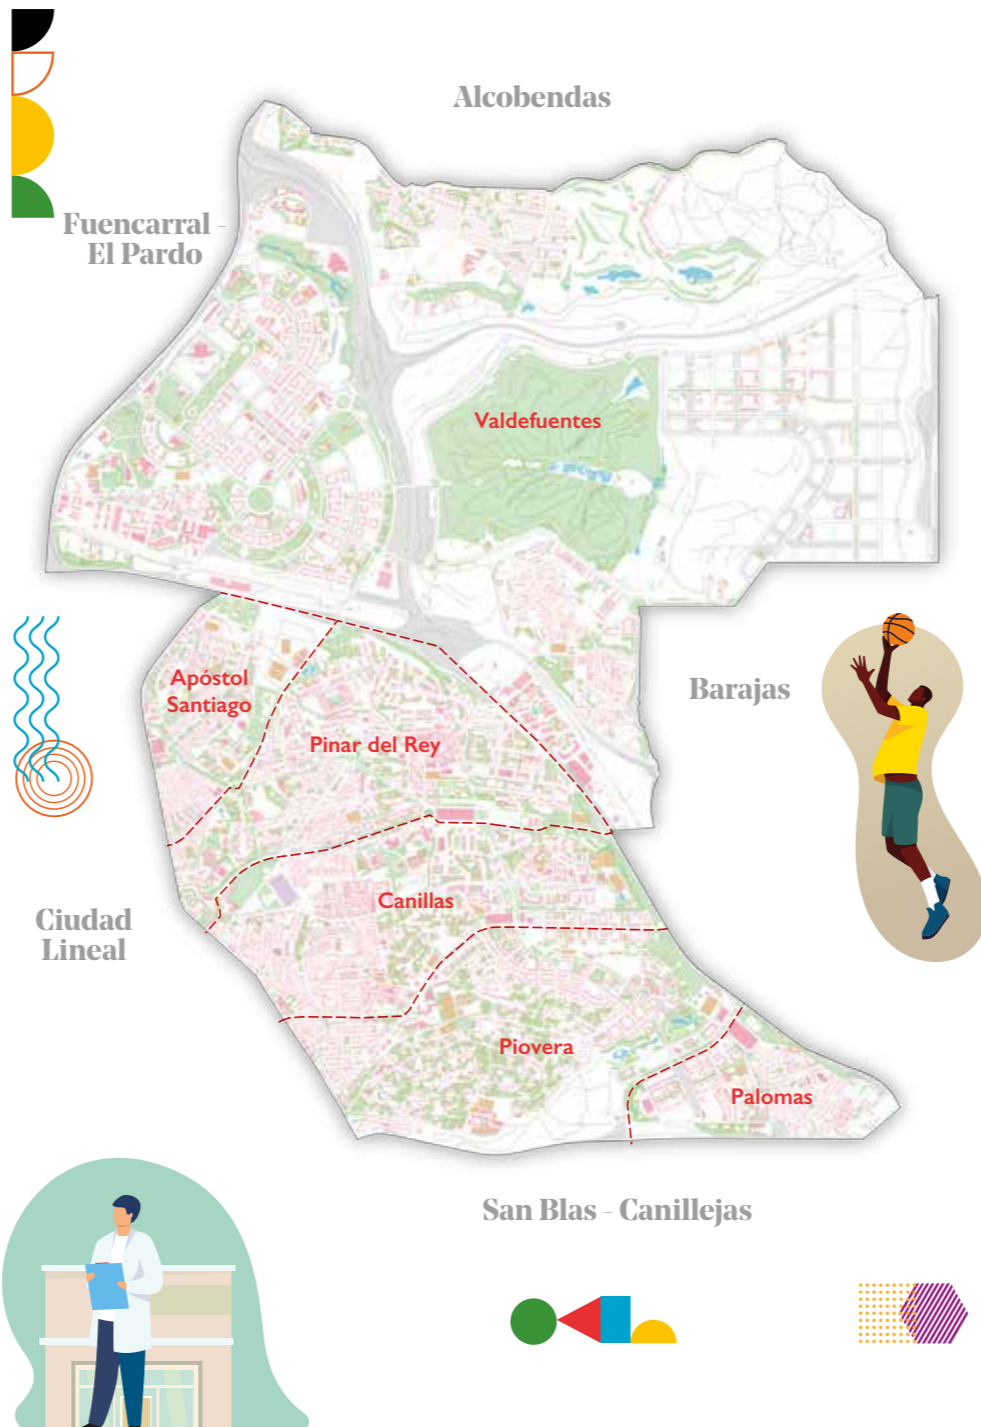 Alcobendas
Fuencarral -
El Pardo
Valdefuentes
Apóstol
Santiago
Barajas
Pinar del Rey
Canillas
Ciudad
Lineal
Piovera
Palomas
San Blas - Canillejas